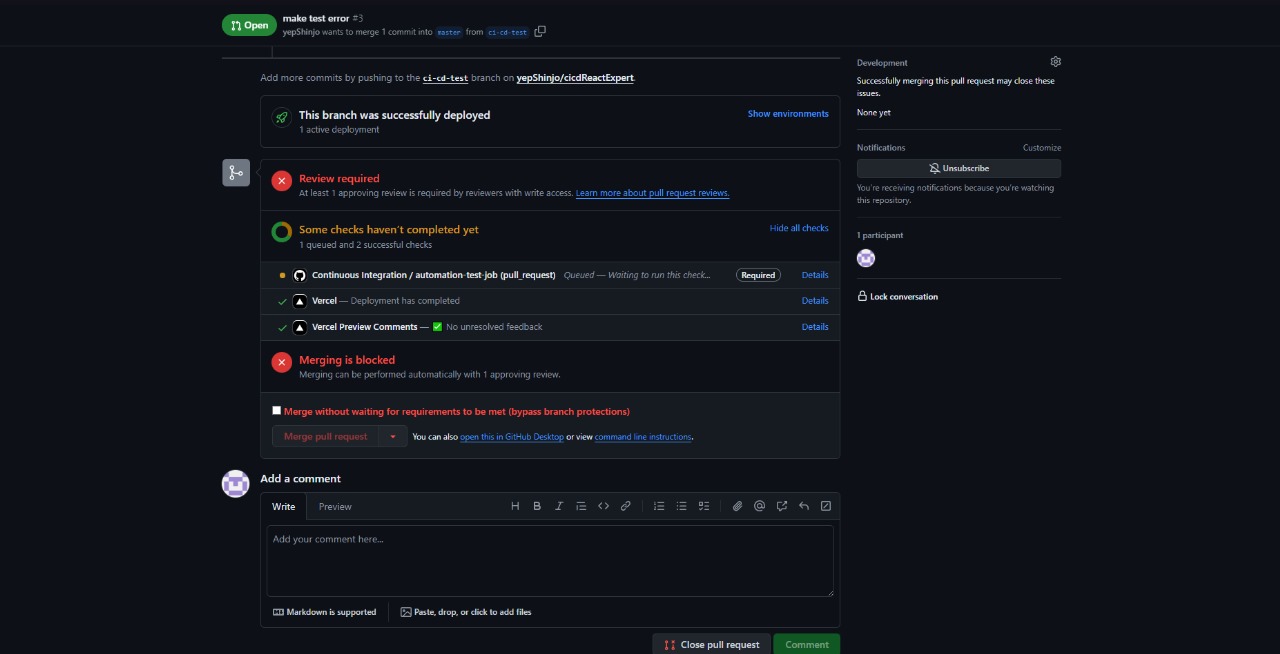 Open
make test error #3
yepShinjo wants to merge 1 commit into master from ci-cd-test
Add more commits by pushing to the ci-cd-test branch on yepShinjo/cicdReactExpert.
This branch was successfully deployed
1 active deployment
Show environments
Review required
At least 1 approving review is required by reviewers with write access. Learn more about pull request reviews.
Some checks haven't completed yet
1 queued and 2 successful checks
Hide all checks
Continuous Integration / automation-test-job (pull_request) Queued — Waiting to run this check... Required Details
Vercel — Deployment has completed Details
Vercel Preview Comments — ✅ No unresolved feedback Details
Merging is blocked
Merging can be performed automatically with 1 approving review.
Merge without waiting for requirements to be met (bypass branch protections)
Merge pull request
You can also open this in GitHub Desktop or view command line instructions.
Add a comment
Write Preview
Add your comment here...
Markdown is supported
Paste, drop, or click to add files
Close pull request
Comment
Development
Successfully merging this pull request may close these
issues.
None yet
Notifications Customize
Unsubscribe
You're receiving notifications because you're watching
this repository.
1 participant
Lock conversation